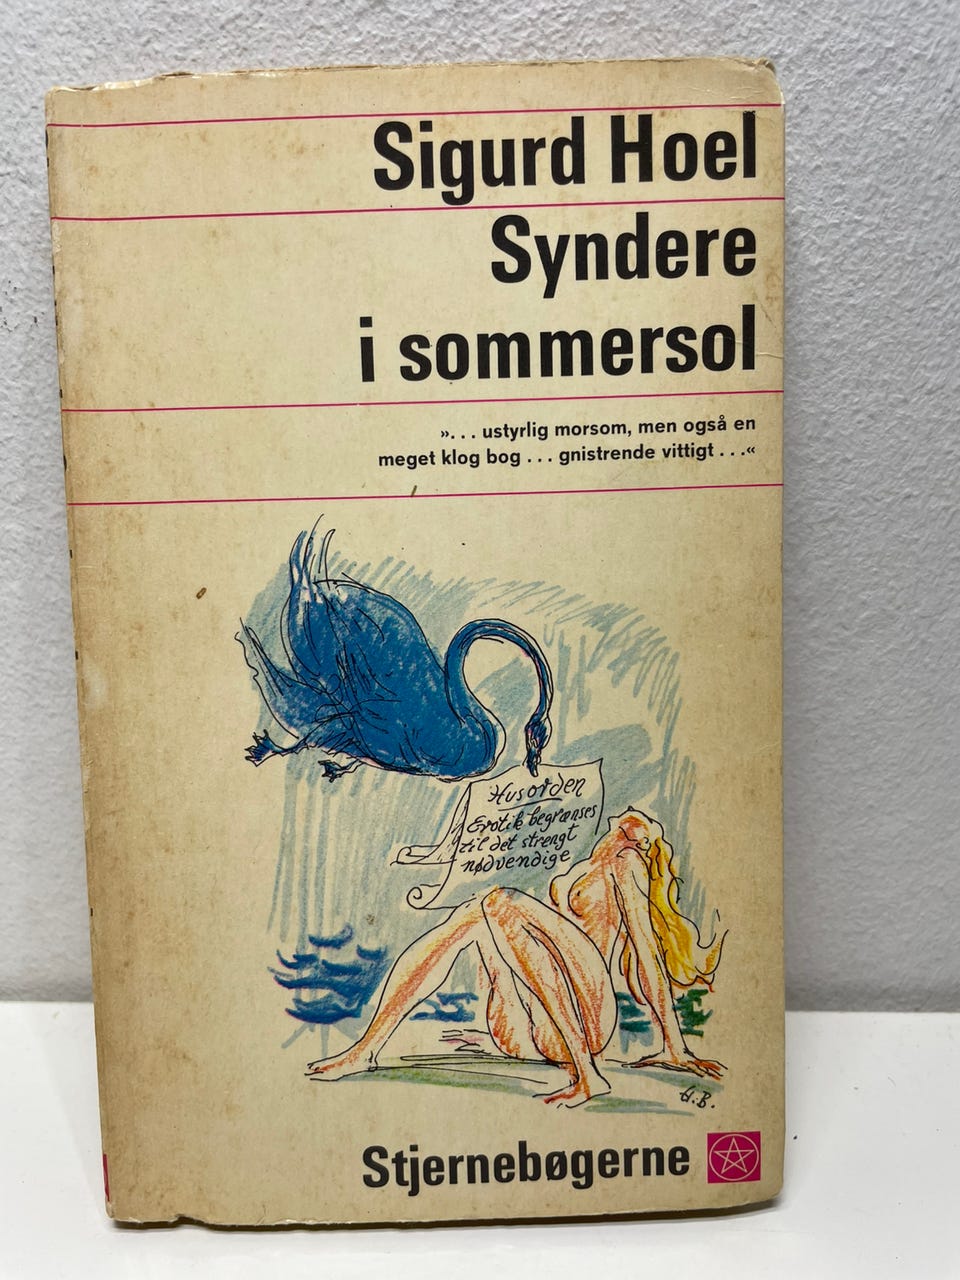 Sigurd Hoel
Syndere
i sommersol
»... ustyrlig morsom, men også en
meget klog bog ... gnistrende vittigt ...«
Husorden
Erotik begrænses
til det strengt
nødvendige
H.B.
Stjernebøgerne